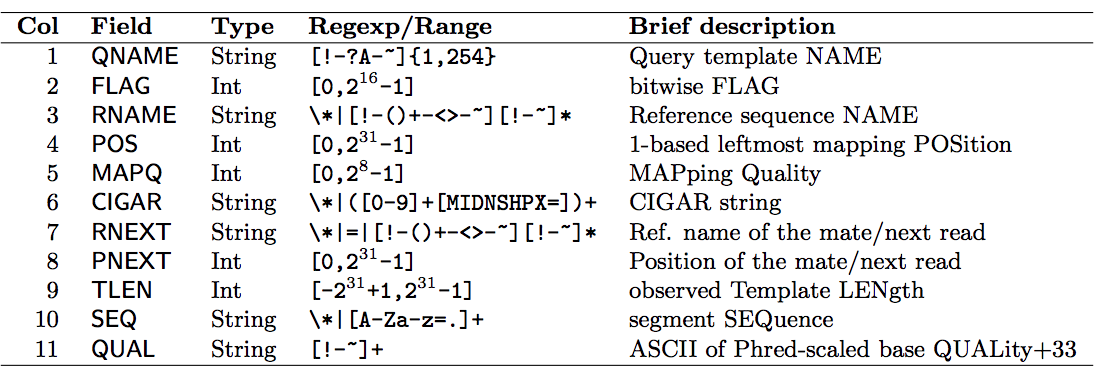 Col Field Type Regexp/Range Brief description
1 QNAME String [!-?A-~]{1,254} Query template NAME
2 FLAG Int [0,2^16-1] bitwise FLAG
3 RNAME String \*|[!-()+-<>-~][!-~]* Reference sequence NAME
4 POS Int [0,2^31-1] 1-based leftmost mapping POSition
5 MAPQ Int [0,2^8-1] MAPping Quality
6 CIGAR String \*|([0-9]+[MIDNSHPX=])+ CIGAR string
7 RNEXT String \*|=|[!-()+-<>-~][!-~]* Ref. name of the mate/next read
8 PNEXT Int [0,2^31-1] Position of the mate/next read
9 TLEN Int [-2^31+1,2^31-1] observed Template LENgth
10 SEQ String \*|[A-Za-z=.]+ segment SEQuence
11 QUAL String [!-~]+ ASCII of Phred-scaled base QUALity+33